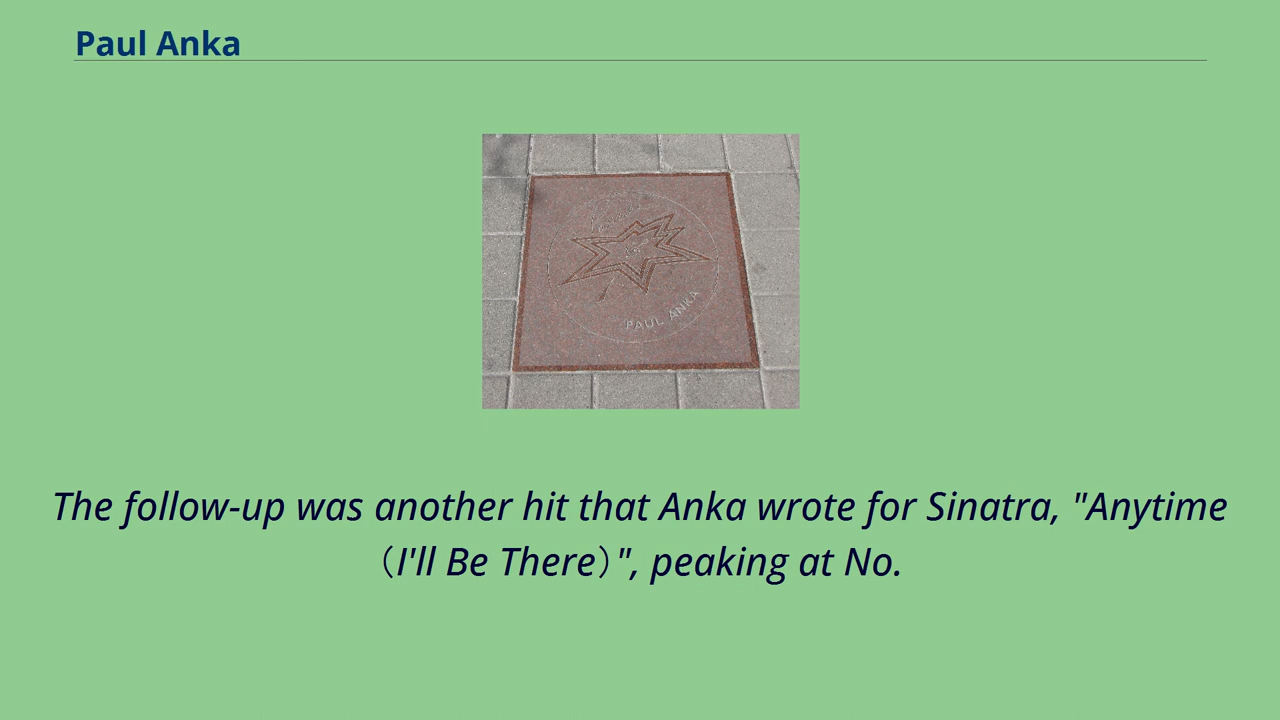 Paul Anka
PAUL ANKA
The follow-up was another hit that Anka wrote for Sinatra, "Anytime
（I'll Be There）", peaking at No.